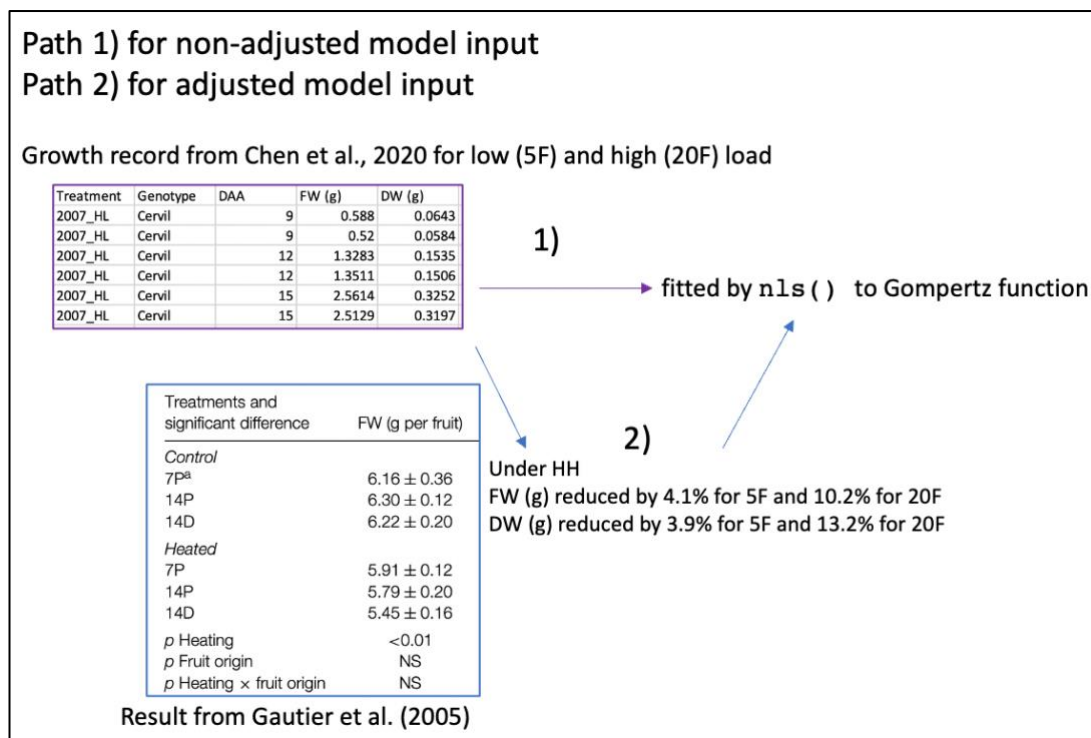 Path 1) for non-adjusted model input
Path 2) for adjusted model input
Growth record from Chen et al., 2020 for low (5F) and high (20F) load
Treatment Genotype DAA FW (g) DW (g)
2007_HL Cervil 9 0.588 0.0643
2007_HL Cervil 9 0.52 0.0584
2007_HL Cervil 12 1.3283 0.1535
2007_HL Cervil 12 1.3511 0.1506
2007_HL Cervil 15 2.5614 0.3252
2007_HL Cervil 15 2.5129 0.3197
1)
fitted by nls() to Gompertz function
Treatments and
significant difference FW (g per fruit)
Control
7Pᵃ 6.16 ± 0.36
14P 6.30 ± 0.12
14D 6.22 ± 0.20
Heated
7P 5.91 ± 0.12
14P 5.79 ± 0.20
14D 5.45 ± 0.16
p Heating <0.01
p Fruit origin NS
p Heating × fruit origin NS
2)
Under HH
FW (g) reduced by 4.1% for 5F and 10.2% for 20F
DW (g) reduced by 3.9% for 5F and 13.2% for 20F
Result from Gautier et al. (2005)